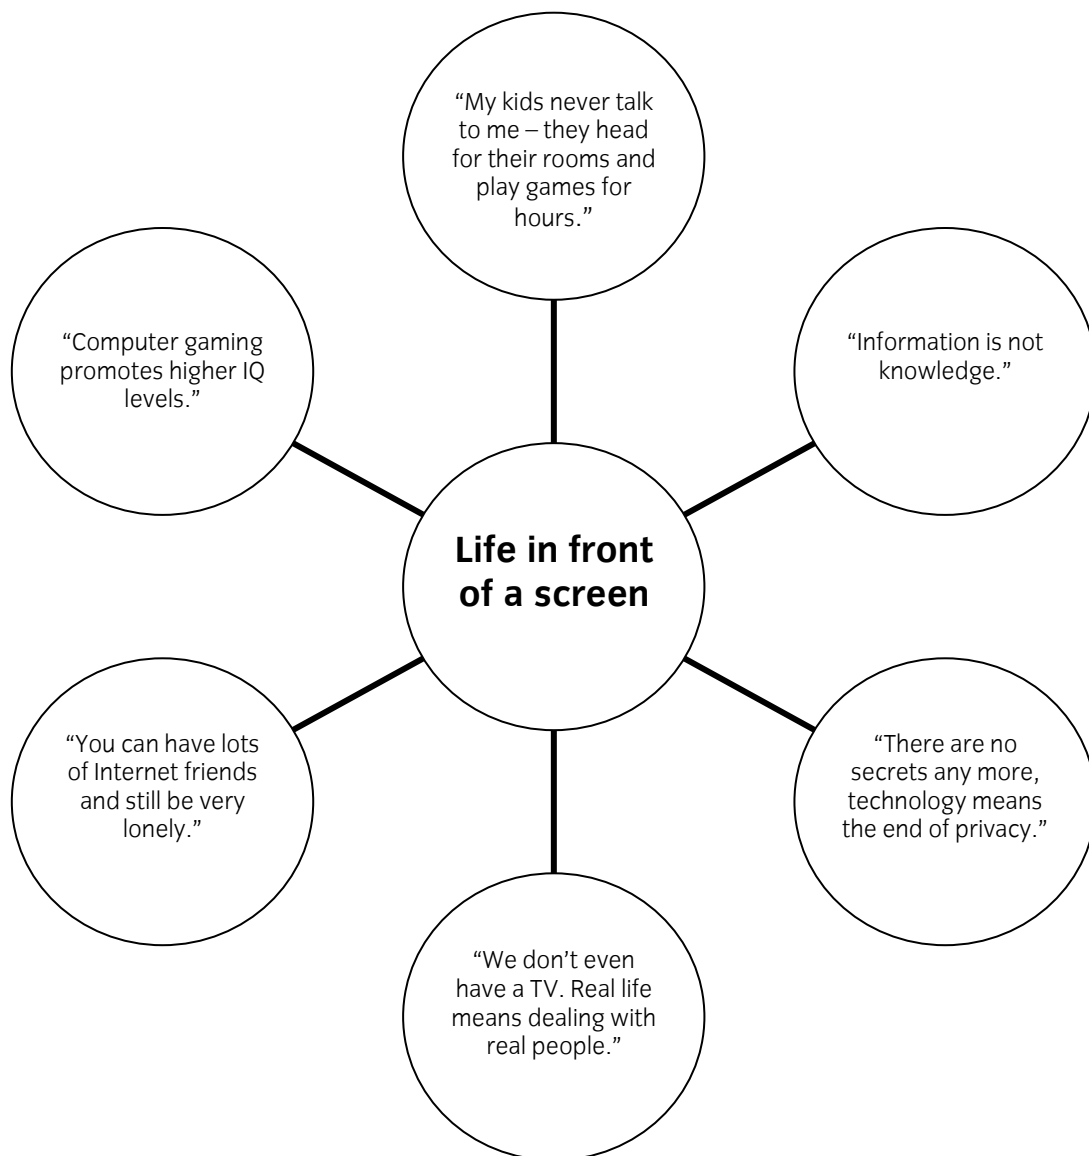 “My kids never talk
to me – they head
for their rooms and
play games for
hours.”
“Computer gaming
promotes higher IQ
levels.”
“Information is not
knowledge.”
Life in front
of a screen
“You can have lots
of Internet friends
and still be very
lonely.”
“There are no
secrets any more,
technology means
the end of privacy.”
“We don’t even
have a TV. Real life
means dealing with
real people.”